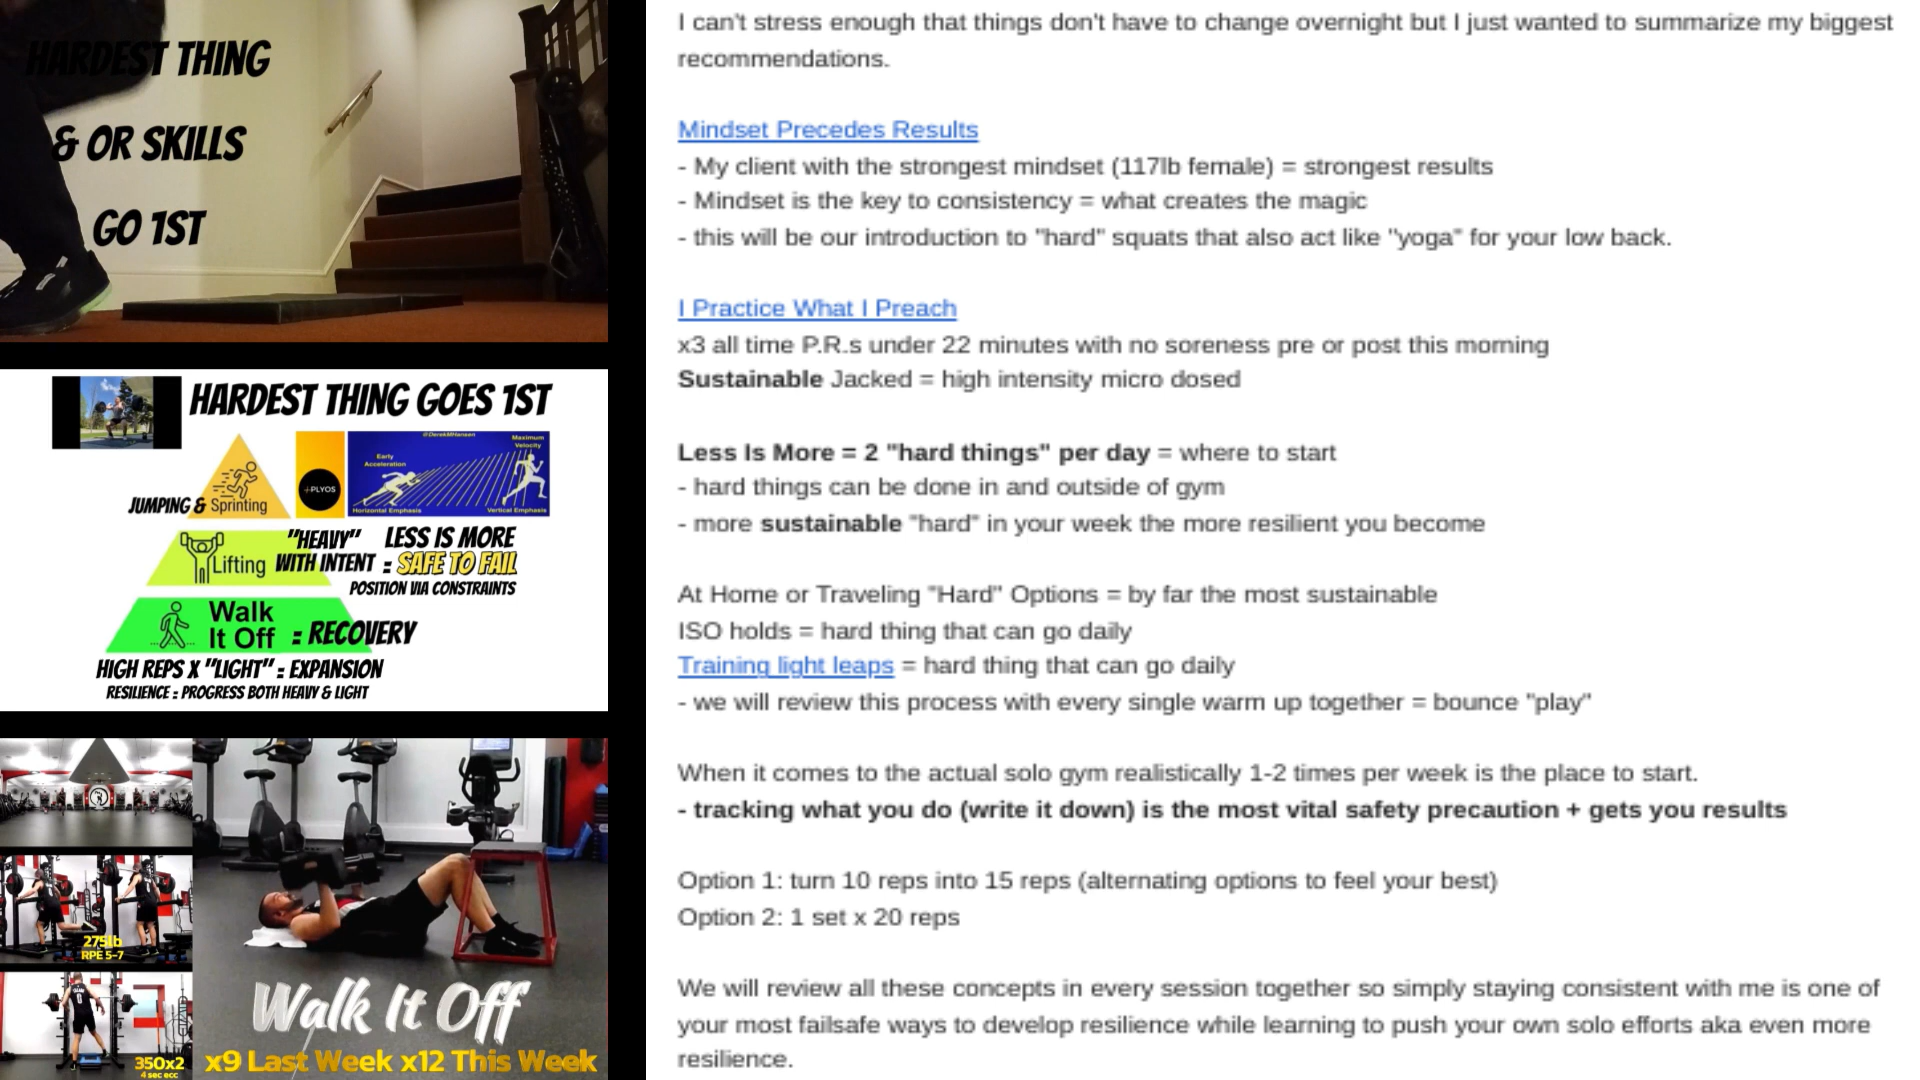 HARDEST THING
& OR SKILLS
GO 1ST
HARDEST THING GOES 1ST
@DerekMHansen
Maximum
Velocity
Early
Acceleration
+PLYOS
JUMPING & Sprinting
Horizontal Emphasis
Vertical Emphasis
"HEAVY"
LESS IS MORE
Lifting
WITH INTENT = SAFE TO FAIL
POSITION VIA CONSTRAINTS
Walk
It Off
= RECOVERY
HIGH REPS X "LIGHT" = EXPANSION
RESILIENCE = PROGRESS BOTH HEAVY & LIGHT
275lb
RPE 5-7
350x2
4 sec ecc
Walk It Off
x9 Last Week x12 This Week
I can't stress enough that things don't have to change overnight but I just wanted to summarize my biggest
recommendations.
Mindset Precedes Results
- My client with the strongest mindset (117lb female) = strongest results
- Mindset is the key to consistency = what creates the magic
- this will be our introduction to "hard" squats that also act like "yoga" for your low back.
I Practice What I Preach
x3 all time P.R.s under 22 minutes with no soreness pre or post this morning
Sustainable Jacked = high intensity micro dosed
Less Is More = 2 "hard things" per day = where to start
- hard things can be done in and outside of gym
- more sustainable "hard" in your week the more resilient you become
At Home or Traveling "Hard" Options = by far the most sustainable
ISO holds = hard thing that can go daily
Training light leaps = hard thing that can go daily
- we will review this process with every single warm up together = bounce "play"
When it comes to the actual solo gym realistically 1-2 times per week is the place to start.
- tracking what you do (write it down) is the most vital safety precaution + gets you results
Option 1: turn 10 reps into 15 reps (alternating options to feel your best)
Option 2: 1 set x 20 reps
We will review all these concepts in every session together so simply staying consistent with me is one of
your most failsafe ways to develop resilience while learning to push your own solo efforts aka even more
resilience.